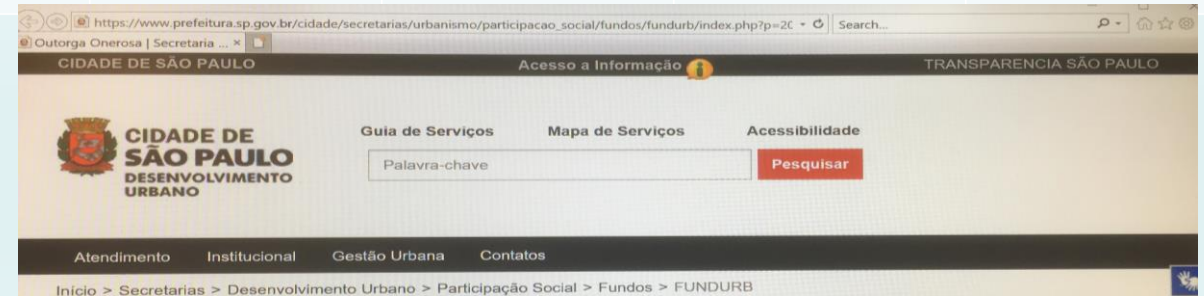 https://www.prefeitura.sp.gov.br/cidade/secretarias/urbanismo/participacao_social/fundos/fundurb/index.php?p=20 Search...
Outorga Onerosa | Secretaria ...
CIDADE DE SÃO PAULO Acesso a Informação TRANSPARENCIA SÃO PAULO
Guia de Serviços Mapa de Serviços Acessibilidade
CIDADE DE
SÃO PAULO
DESENVOLVIMENTO
URBANO
Palavra-chave Pesquisar
Atendimento Institucional Gestão Urbana Contatos
Início > Secretarias > Desenvolvimento Urbano > Participação Social > Fundos > FUNDURB